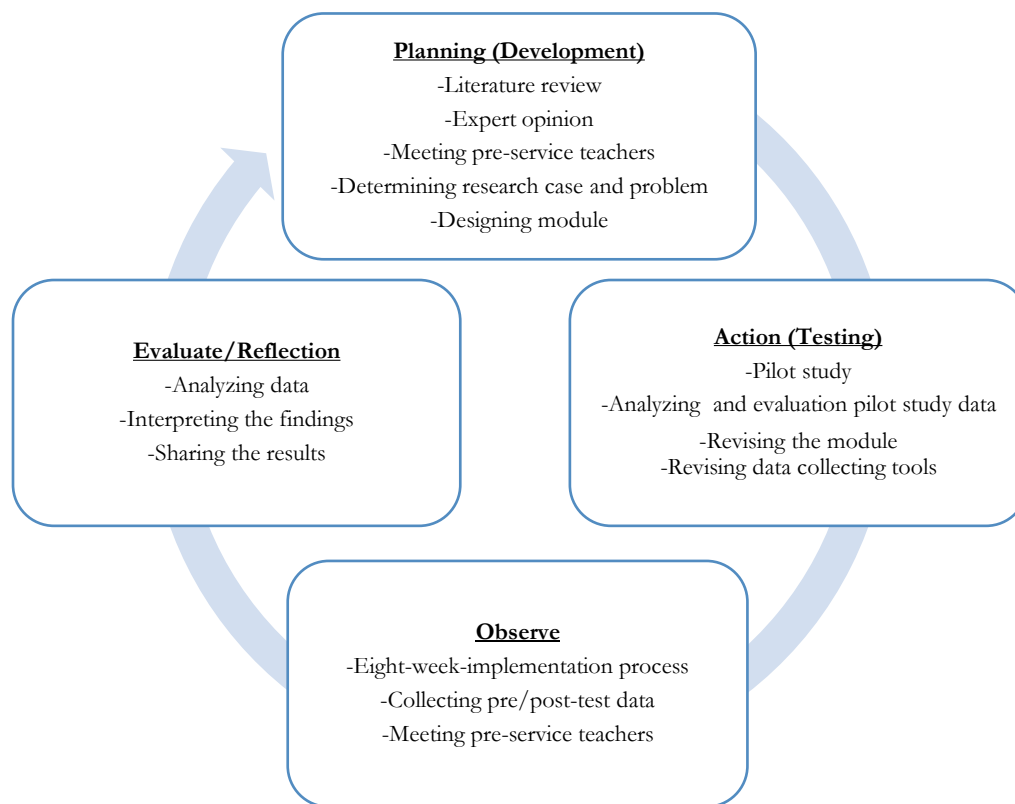 Planning (Development)
-Literature review
-Expert opinion
-Meeting pre-service teachers
-Determining research case and problem
-Designing module
Action (Testing)
-Pilot study
-Analyzing and evaluation pilot study data
-Revising the module
-Revising data collecting tools
Observe
-Eight-week-implementation process
-Collecting pre/post-test data
-Meeting pre-service teachers
Evaluate/Reflection
-Analyzing data
-Interpreting the findings
-Sharing the results